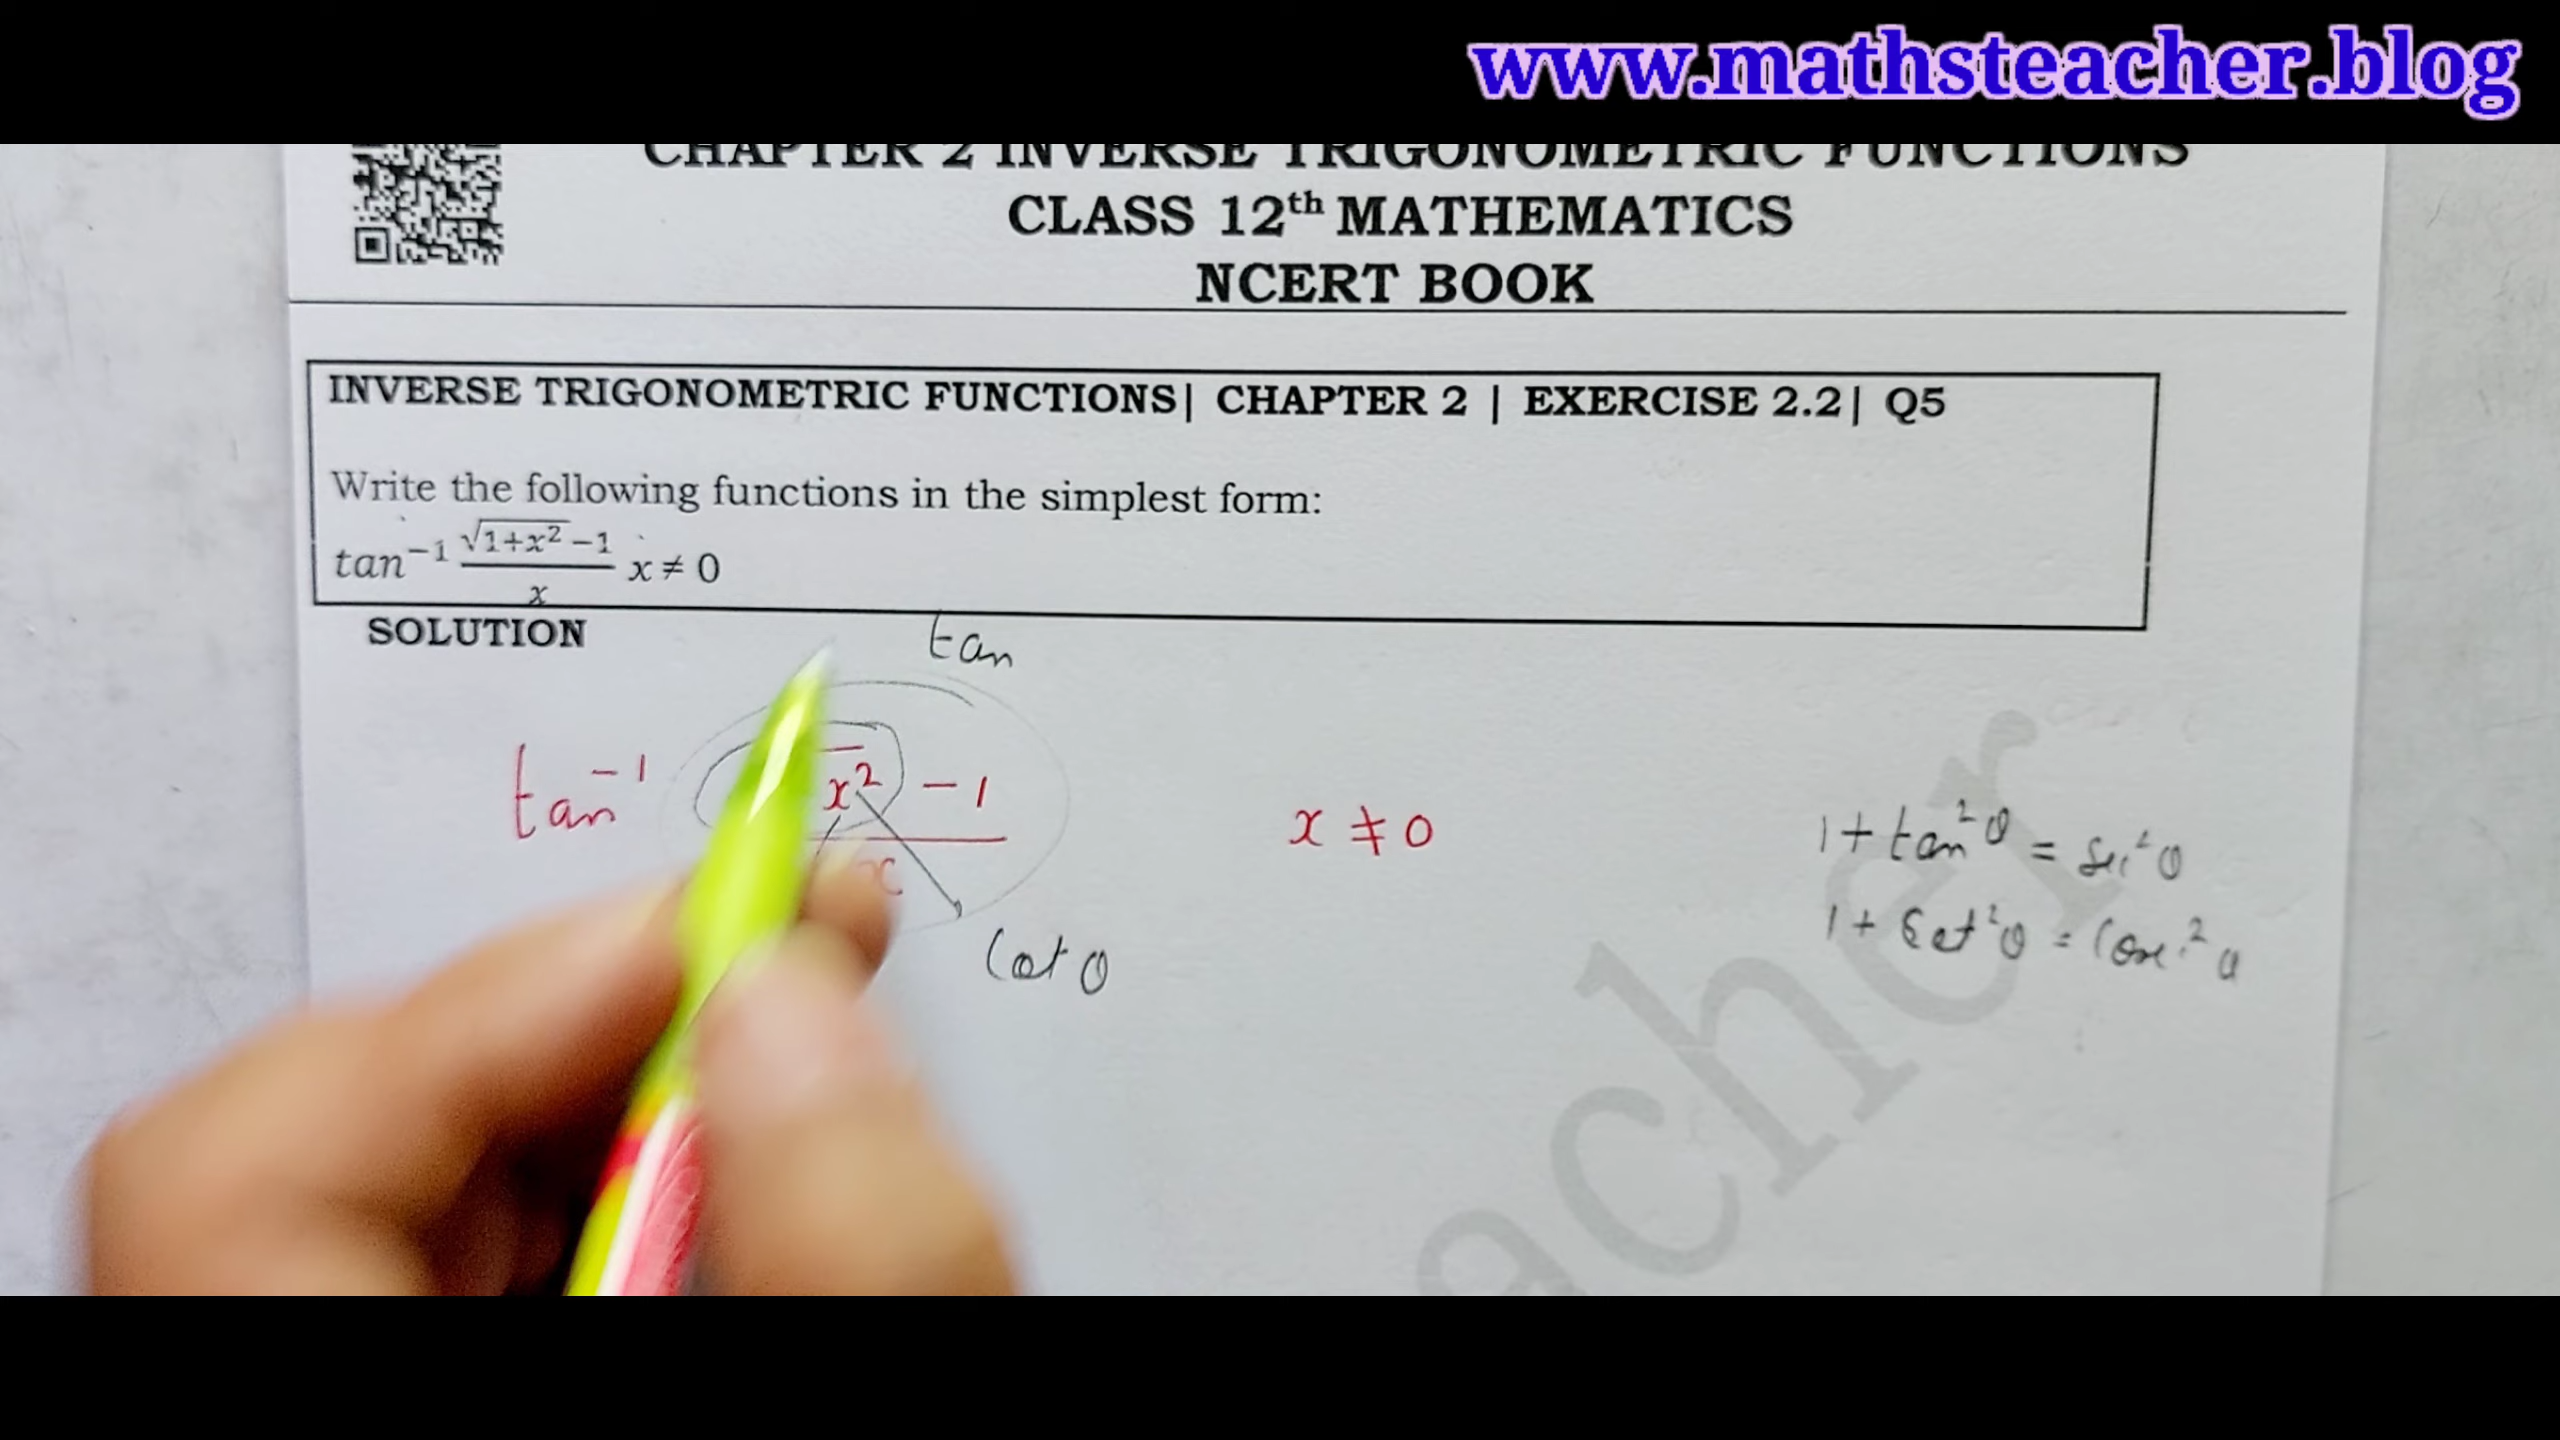 www.mathsteacher.blog
CHAPTER 2 INVERSE TRIGONOMETRIC FUNCTIONS
CLASS 12th MATHEMATICS
NCERT BOOK
INVERSE TRIGONOMETRIC FUNCTIONS| CHAPTER 2 | EXERCISE 2.2| Q5
Write the following functions in the simplest form:
tan⁻¹ (√(1+x²) −1)/x x ≠ 0
SOLUTION
tan
tan⁻¹ x² − 1
x
x ≠ 0
1 + tan²θ = sec²θ
1 + cot²θ =
cot θ
acher